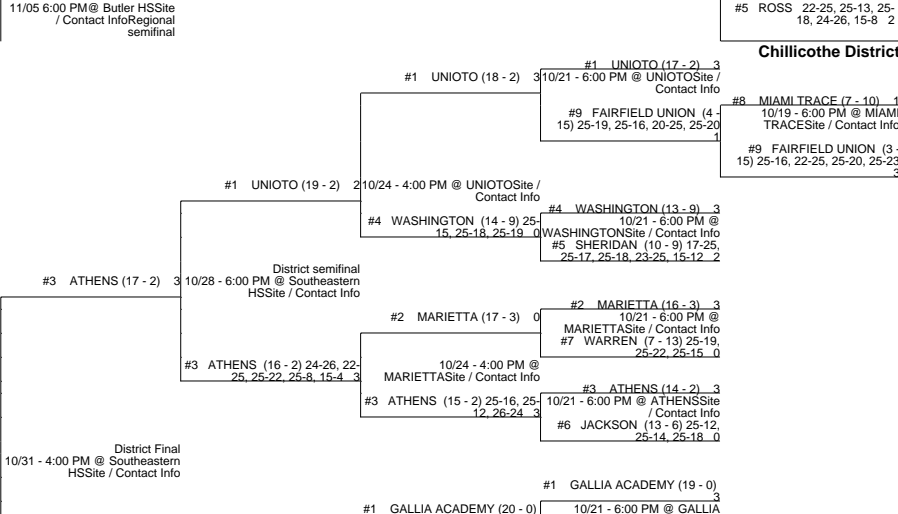 11/05 6:00 PM@ Butler HSSite
/ Contact InfoRegional
semifinal
#5 ROSS 22-25, 25-13, 25-
18, 24-26, 15-8 2
Chillicothe District
#1 UNIOTO (17 - 2) 3
10/21 - 6:00 PM @ UNIOTOSite /
Contact Info
#1 UNIOTO (18 - 2) 3
#9 FAIRFIELD UNION (4 -
15) 25-19, 25-16, 20-25, 25-20
1
#8 MIAMI TRACE (7 - 10) 1
10/19 - 6:00 PM @ MIAMI
TRACESite / Contact Info
#9 FAIRFIELD UNION (3 -
15) 25-16, 22-25, 25-20, 25-23
3
#1 UNIOTO (19 - 2) 2
10/24 - 4:00 PM @ UNIOTOSite /
Contact Info
#4 WASHINGTON (14 - 9) 25-
15, 25-18, 25-19 0
#4 WASHINGTON (13 - 9) 3
10/21 - 6:00 PM @
WASHINGTONSite / Contact Info
#5 SHERIDAN (10 - 9) 17-25,
25-17, 25-18, 23-25, 15-12 2
#3 ATHENS (17 - 2) 3
District semifinal
10/28 - 6:00 PM @ Southeastern
HSSite / Contact Info
#2 MARIETTA (17 - 3) 0
#2 MARIETTA (16 - 3) 3
10/21 - 6:00 PM @
MARIETTASite / Contact Info
#7 WARREN (7 - 13) 25-19,
25-22, 25-15 0
#3 ATHENS (16 - 2) 24-26, 22-
25, 25-22, 25-8, 15-4 3
10/24 - 4:00 PM @
MARIETTASite / Contact Info
#3 ATHENS (15 - 2) 25-16, 25-
12, 26-24 3
#3 ATHENS (14 - 2) 3
10/21 - 6:00 PM @ ATHENSSite
/ Contact Info
#6 JACKSON (13 - 6) 25-12,
25-14, 25-18 0
District Final
10/31 - 4:00 PM @ Southeastern
HSSite / Contact Info
#1 GALLIA ACADEMY (19 - 0)
3
#1 GALLIA ACADEMY (20 - 0)
10/21 - 6:00 PM @ GALLIA